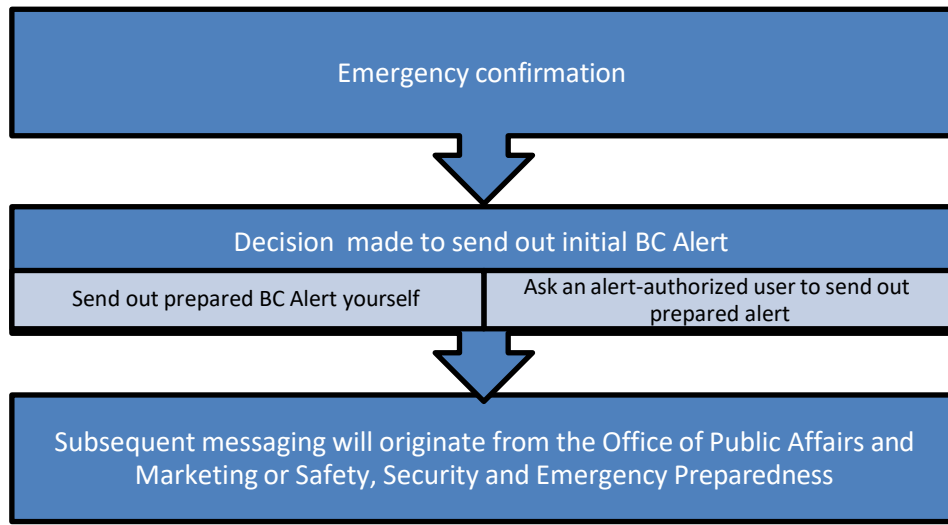 Emergency confirmation
Decision made to send out initial BC Alert
Send out prepared BC Alert yourself
Ask an alert-authorized user to send out
prepared alert
Subsequent messaging will originate from the Office of Public Affairs and
Marketing or Safety, Security and Emergency Preparedness